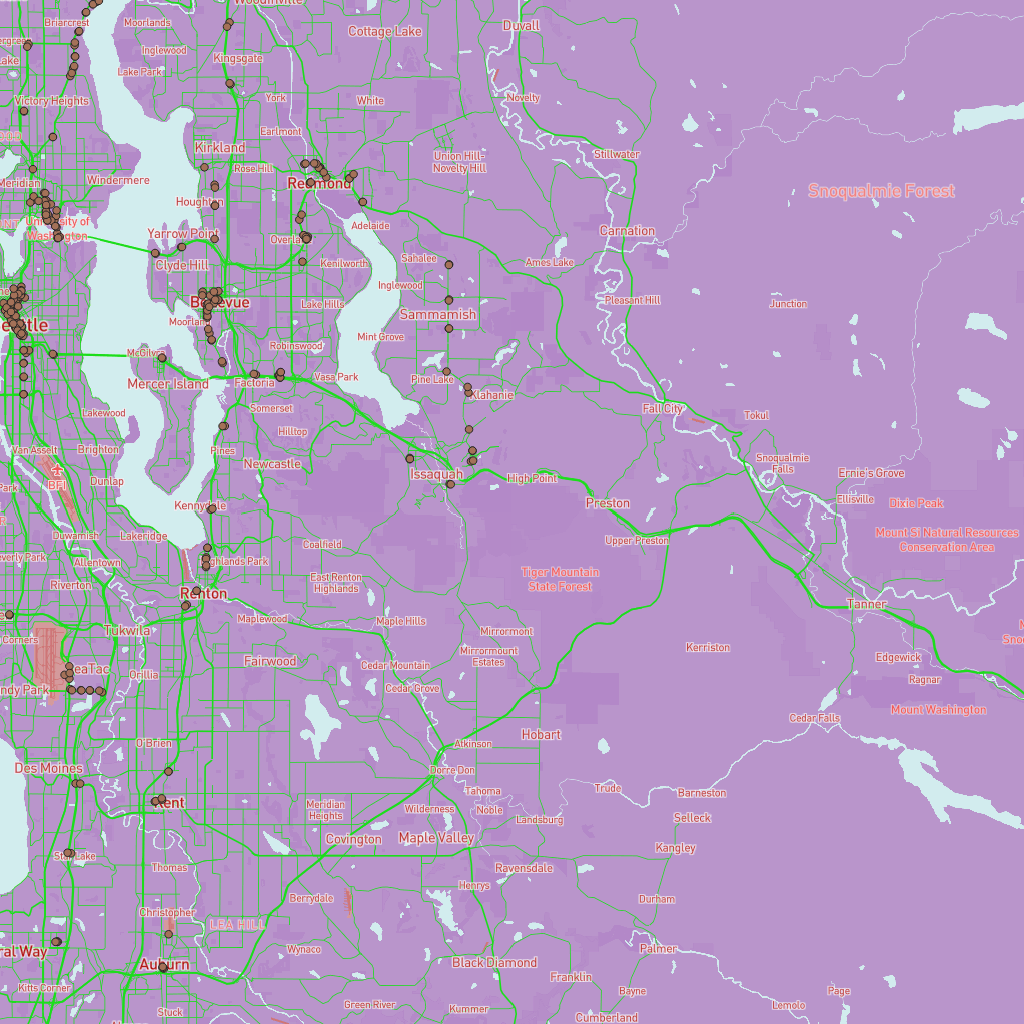 Woodinville
Briarcrest
Moorlands
Cottage Lake
Duvall
Inglewood
Kingsgate
Lake Park
Lake
Victory Heights
York
White
Novelty
Earlmont
Kirkland
Stillwater
Union Hill-
Novelty Hill
Rose Hill
Meridian
Windermere
Redmond
Snoqualmie Forest
Houghton
University of
Washington
Yarrow Point
Adelaide
Carnation
Clyde Hill
Sahalee
Kenilworth
Ames Lake
Inglewood
Bellevue
Lake Hills
Pleasant Hill
Junction
Sammamish
Mint Grove
Robinswood
Mercer Island
Factoria
Vasa Park
Pine Lake
Klahanie
Lakewood
Somerset
Fall City
Tokul
Hilltop
Van Asselt
Brighton
Pines
Newcastle
Snoqualmie
Falls
Issaquah
High Point
Ernie's Grove
BFI
Dunlap
Park
Ellisville
Dixie Peak
Preston
Kennydale
Duwamish
Lakeridge
Mount Si Natural Resources
Conservation Area
Upper Preston
Coalfield
Allentown
Tiger Mountain
State Forest
East Renton
Highlands
Riverton
Renton
Tanner
Maplewood
Maple Hills
Tukwila
Mirrormont
Corners
Kerriston
Mirrormount
Estates
Edgewick
Fairwood
Cedar Mountain
SeaTac
Orillia
Ragnar
Cedar Grove
Mount Washington
Cedar Falls
Hobart
O'Brien
Atkinson
Des Moines
Dorre Don
Tahoma
Trude
Barneston
Kent
Meridian
Heights
Wilderness
Noble
Landsburg
Selleck
Covington
Maple Valley
Kangley
Star Lake
Thomas
Ravensdale
Henrys
Berrydale
Durham
Christopher
LEA HILL
Wynaco
Palmer
Auburn
Black Diamond
Franklin
Kitts Corner
Bayne
Page
Green River
Kummer
Lemolo
Stuck
Cumberland